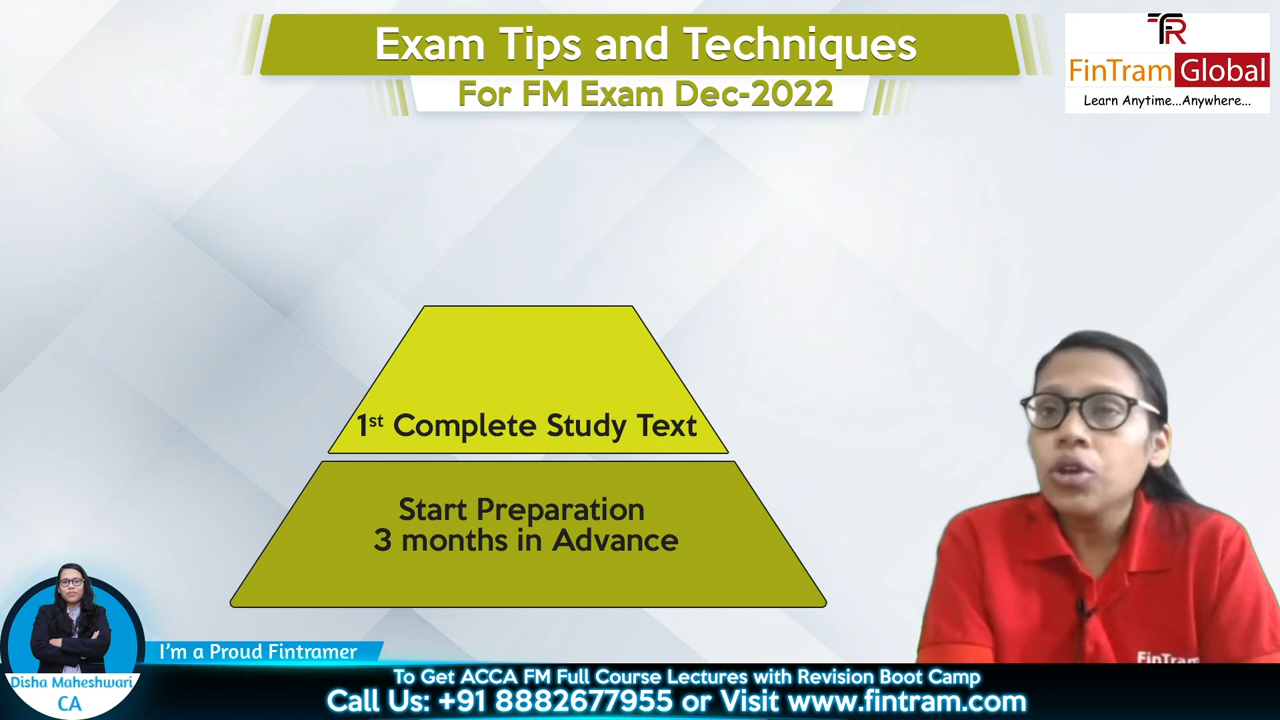 Exam Tips and Techniques
For FM Exam Dec-2022
FR
FinTram Global
Learn Anytime...Anywhere...
1st Complete Study Text
Start Preparation
3 months in Advance
FinTram
I'm a Proud Fintramer
Disha Maheshwari
CA
To Get ACCA FM Full Course Lectures with Revision Boot Camp
Call Us: +91 8882677955 or Visit www.fintram.com